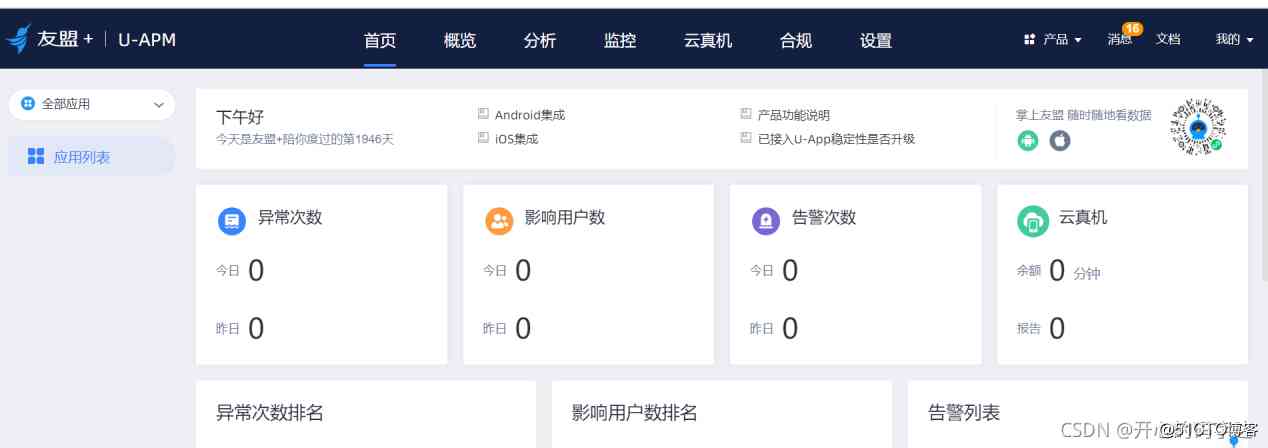 友盟+ | U-APM
首页 概览 分析 监控 云真机 合规 设置
产品 消息 16 文档 我的
全部应用
应用列表
下午好
今天是友盟+陪你度过的第1946天
Android集成
iOS集成
产品功能说明
已接入U-App稳定性是否升级
掌上友盟 随时随地看数据
异常次数
今日 0
昨日 0
影响用户数
今日 0
昨日 0
告警次数
今日 0
昨日 0
云真机
余额 0 分钟
报告 0
异常次数排名
影响用户数排名
告警列表
CSDN @开心
@51CTO博客